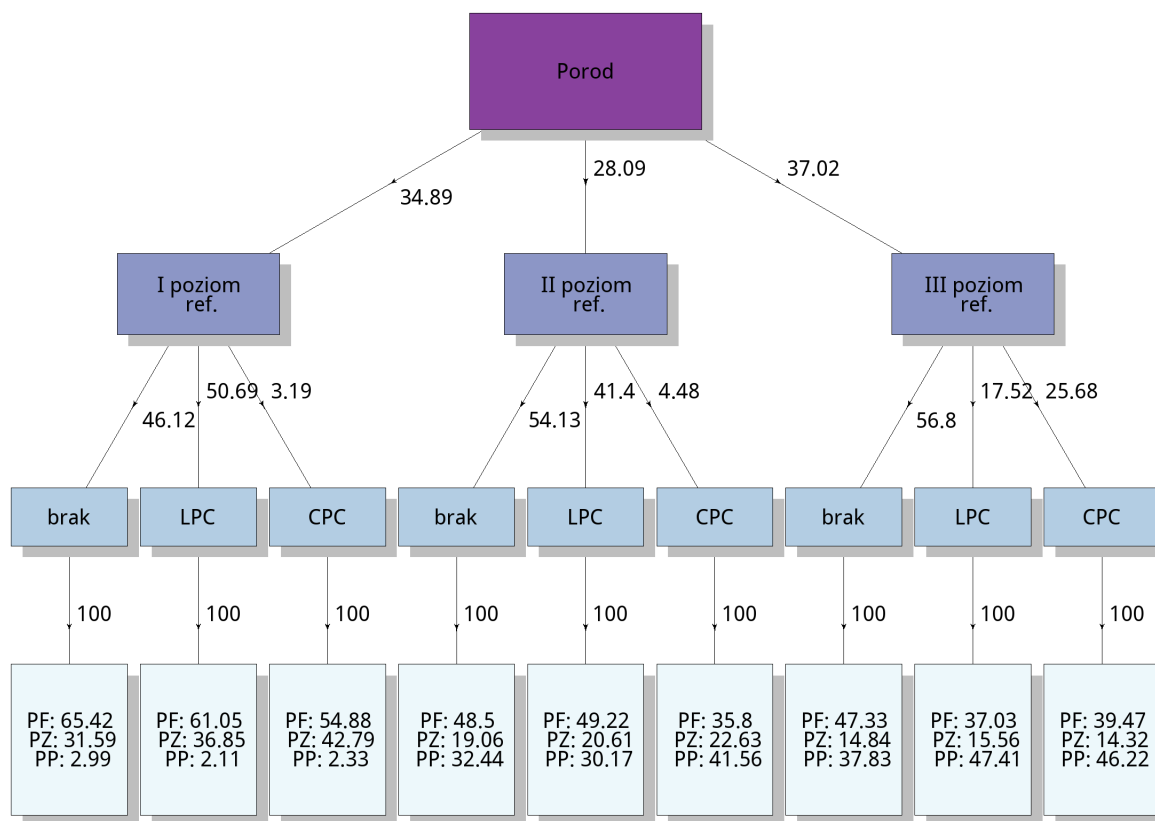 Porod
34.89
28.09
37.02
I poziom
ref.
II poziom
ref.
III poziom
ref.
46.12
50.69
3.19
54.13
41.4
4.48
56.8
17.52
25.68
brak
LPC
CPC
brak
LPC
CPC
brak
LPC
CPC
100
100
100
100
100
100
100
100
100
PF: 65.42
PZ: 31.59
PP: 2.99
PF: 61.05
PZ: 36.85
PP: 2.11
PF: 54.88
PZ: 42.79
PP: 2.33
PF: 48.5
PZ: 19.06
PP: 32.44
PF: 49.22
PZ: 20.61
PP: 30.17
PF: 35.8
PZ: 22.63
PP: 41.56
PF: 47.33
PZ: 14.84
PP: 37.83
PF: 37.03
PZ: 15.56
PP: 47.41
PF: 39.47
PZ: 14.32
PP: 46.22